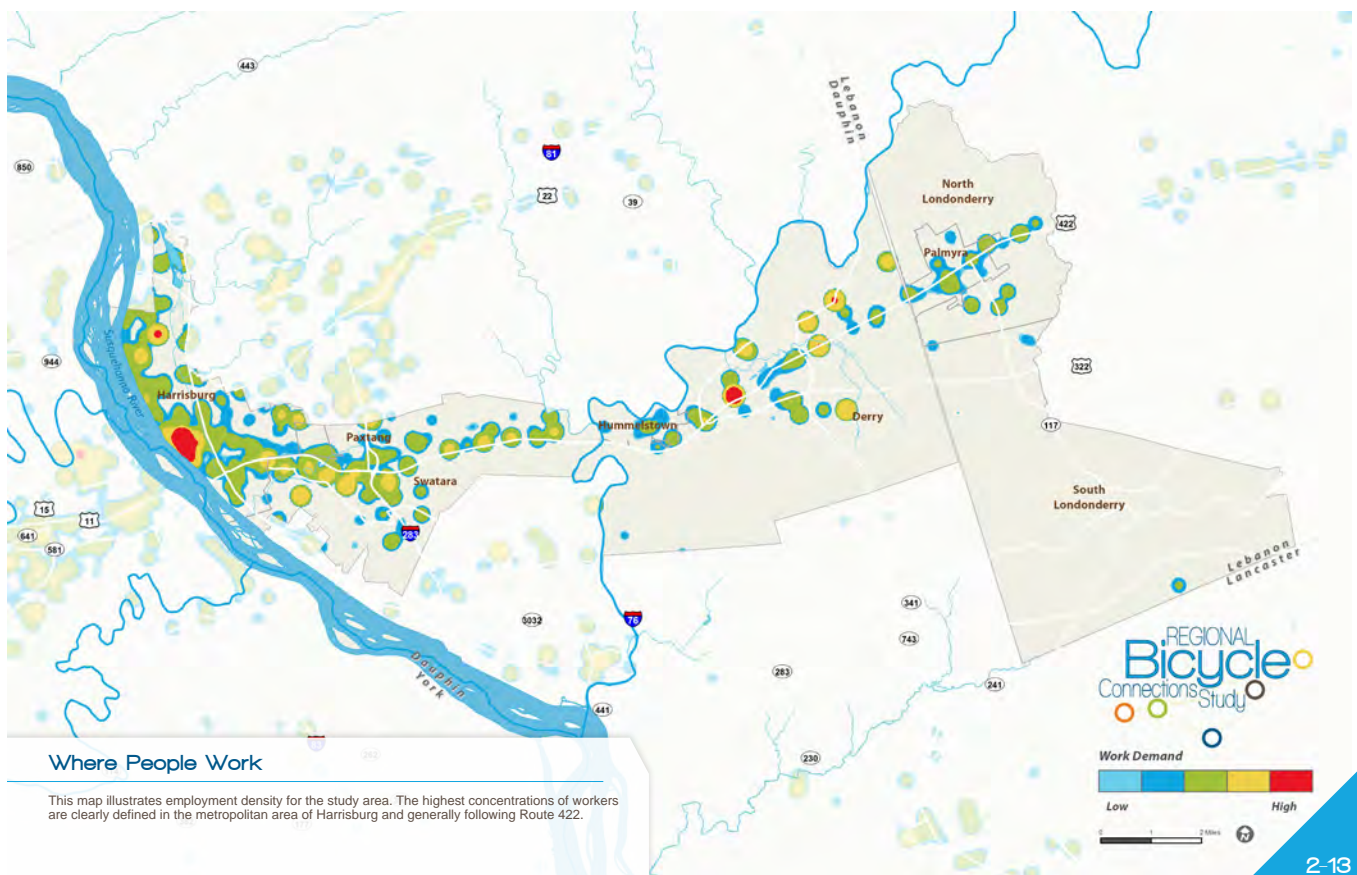 443
Lebanon
Dauphin
850
81
22
39
North
Londonderry
422
Palmyra
Susquehanna River
944
322
Harrisburg
Paxtang
Hummelstown
Derry
117
Swatara
South
Londonderry
15
11
641
581
283
Lebanon
Lancaster
3032
76
341
743
Dauphin
York
283
241
441
230
REGIONAL
Bicycle
Connections
Study
Where People Work
This map illustrates employment density for the study area. The highest concentrations of workers
are clearly defined in the metropolitan area of Harrisburg and generally following Route 422.
Work Demand
Low High
0 1 2 Miles
2-13